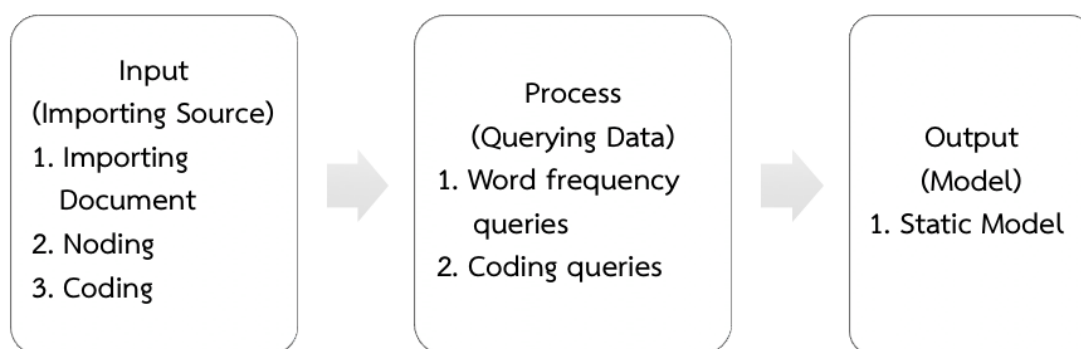 Input
(Importing Source)
1. Importing
Document
2. Noding
3. Coding
Process
(Querying Data)
1. Word frequency
queries
2. Coding queries
Output
(Model)
1. Static Model